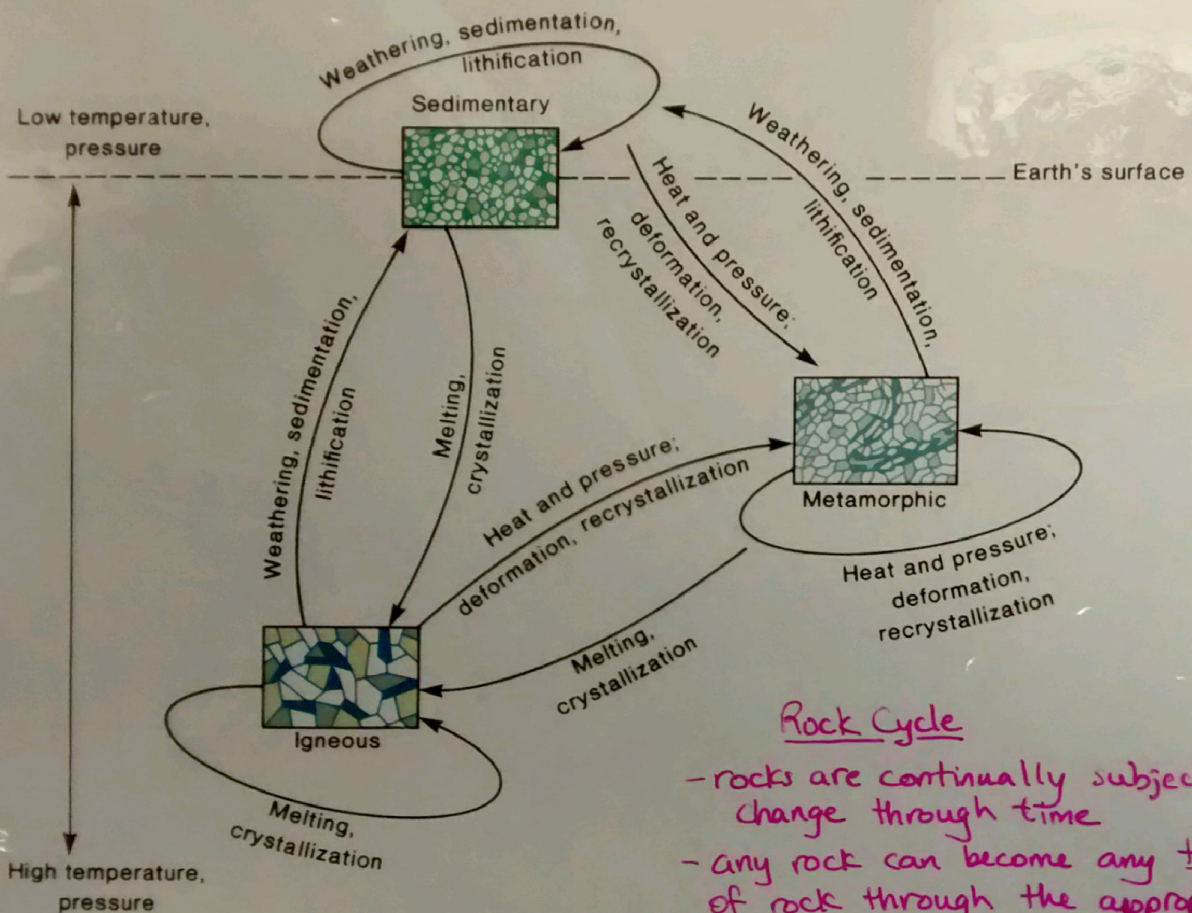 Weathering, sedimentation,
lithification
Sedimentary
Low temperature,
pressure
Earth's surface
Weathering, sedimentation,
lithification
Heat and pressure;
deformation,
recrystallization
Weathering, sedimentation,
lithification
Melting,
crystallization
Heat and pressure;
deformation, recrystallization
Metamorphic
Heat and pressure;
deformation,
recrystallization
Melting,
crystallization
Igneous
Melting,
crystallization
High temperature,
pressure
Rock Cycle
- rocks are continually
change through time
- any rock can become any
of rock through the